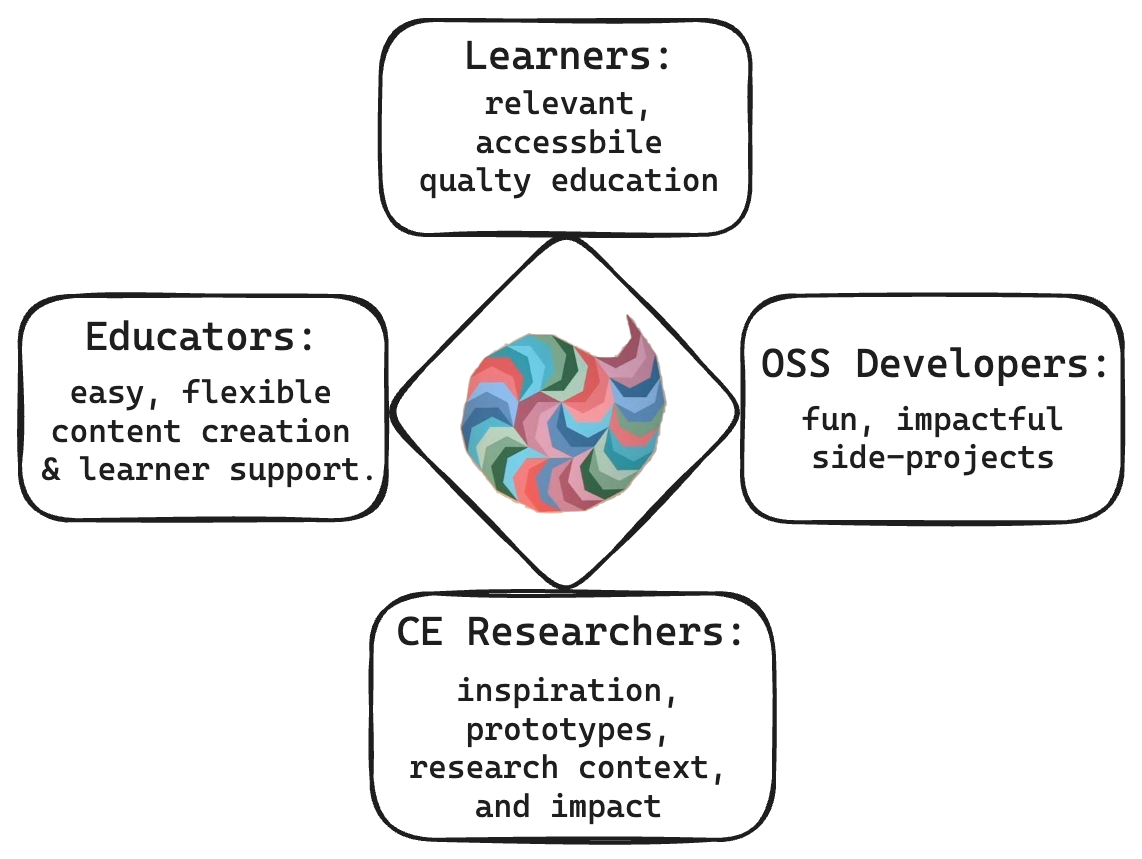 Learners:
relevant,
accessbile
qualty education
Educators:
easy, flexible
content creation
& learner support.
OSS Developers:
fun, impactful
side-projects
CE Researchers:
inspiration,
prototypes,
research context,
and impact